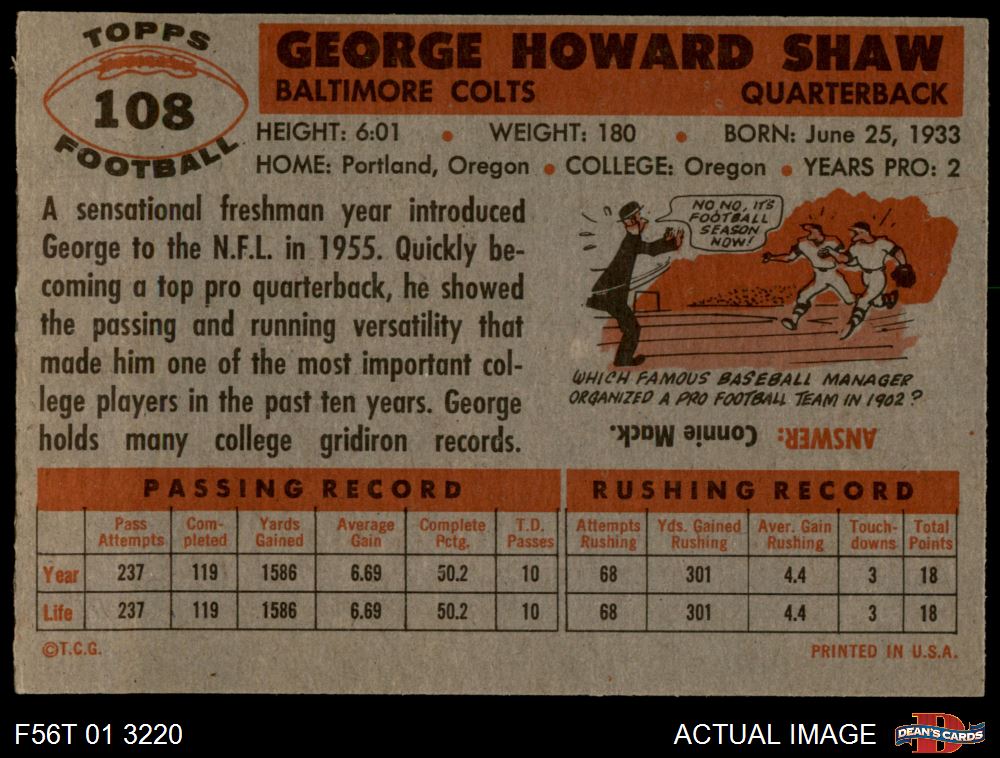 TOPPS
108
FOOTBALL
GEORGE HOWARD SHAW
BALTIMORE COLTS QUARTERBACK
HEIGHT: 6:01 • WEIGHT: 180 • BORN: June 25, 1933
HOME: Portland, Oregon • COLLEGE: Oregon • YEARS PRO: 2
A sensational freshman year introduced
George to the N.F.L. in 1955. Quickly be-
coming a top pro quarterback, he showed
the passing and running versatility that
made him one of the most important col-
lege players in the past ten years. George
holds many college gridiron records.
NO, NO, IT'S
FOOTBALL
SEASON
NOW!
WHICH FAMOUS BASEBALL MANAGER
ORGANIZED A PRO FOOTBALL TEAM IN 1902?
ANSWER: Connie Mack.
PASSING RECORD
Pass Attempts Com-pleted Yards Gained Average Gain Complete Pctg. T.D. Passes
Year 237 119 1586 6.69 50.2 10
Life 237 119 1586 6.69 50.2 10
RUSHING RECORD
Attempts Rushing Yds. Gained Rushing Aver. Gain Rushing Touch-downs Total Points
68 301 4.4 3 18
68 301 4.4 3 18
©T.C.G. PRINTED IN U.S.A.
F56T 01 3220 ACTUAL IMAGE D DEAN'S CARDS